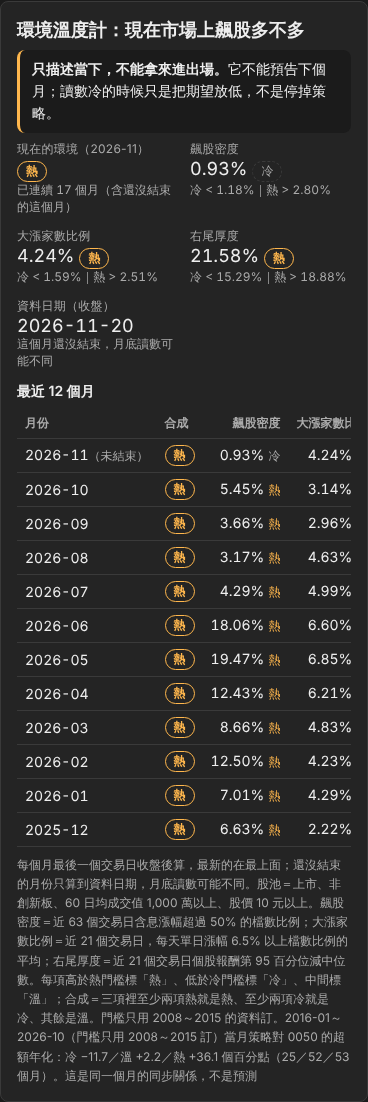 環境溫度計：現在市場上飆股多不多
只描述當下，不能拿來進出場。它不能預告下個
月；讀數冷的時候只是把期望放低，不是停掉策
略。
現在的環境（2026-11）
熱
已連續 17 個月（含還沒結束
的這個月）
飆股密度
0.93% 冷
冷 < 1.18%｜熱 > 2.80%
大漲家數比例
4.24% 熱
冷 < 1.59%｜熱 > 2.51%
右尾厚度
21.58% 熱
冷 < 15.29%｜熱 > 18.88%
資料日期（收盤）
2026-11-20
這個月還沒結束，月底讀數可
能不同
最近 12 個月
月份 合成 飆股密度 大漲家數比
2026-11（未結束） 熱 0.93% 冷 4.24%
2026-10 熱 5.45% 熱 3.14%
2026-09 熱 3.66% 熱 2.96%
2026-08 熱 3.17% 熱 4.63%
2026-07 熱 4.29% 熱 4.99%
2026-06 熱 18.06% 熱 6.60%
2026-05 熱 19.47% 熱 6.85%
2026-04 熱 12.43% 熱 6.21%
2026-03 熱 8.66% 熱 4.83%
2026-02 熱 12.50% 熱 4.23%
2026-01 熱 7.01% 熱 4.29%
2025-12 熱 6.63% 熱 2.22%
每個月最後一個交易日收盤後算，最新的在最上面；還沒結束
的月份只算到資料日期，月底讀數可能不同。股池＝上市、非
創新板、60 日均成交值 1,000 萬以上、股價 10 元以上。飆股
密度＝近 63 個交易日含息漲幅超過 50% 的檔數比例；大漲
家數比例＝近 21 個交易日，每天單日漲幅 6.5% 以上檔數比例的
平均；右尾厚度＝近 21 個交易日個股報酬第 95 百分位減中位
數。每項高於熱門檻標「熱」、低於冷門檻標「冷」、中間標
「溫」；合成＝三項裡至少兩項熱就是熱、至少兩項冷就是
冷、其餘是溫。門檻只用 2008～2015 的資料訂。2016-01～
2026-10（門檻只用 2008～2015 訂）當月策略對 0050 的超
額年化：冷 −11.7／溫 +2.2／熱 +36.1 個百分點（25／52／53
個月）。這是同一個月的同步關係，不是預測